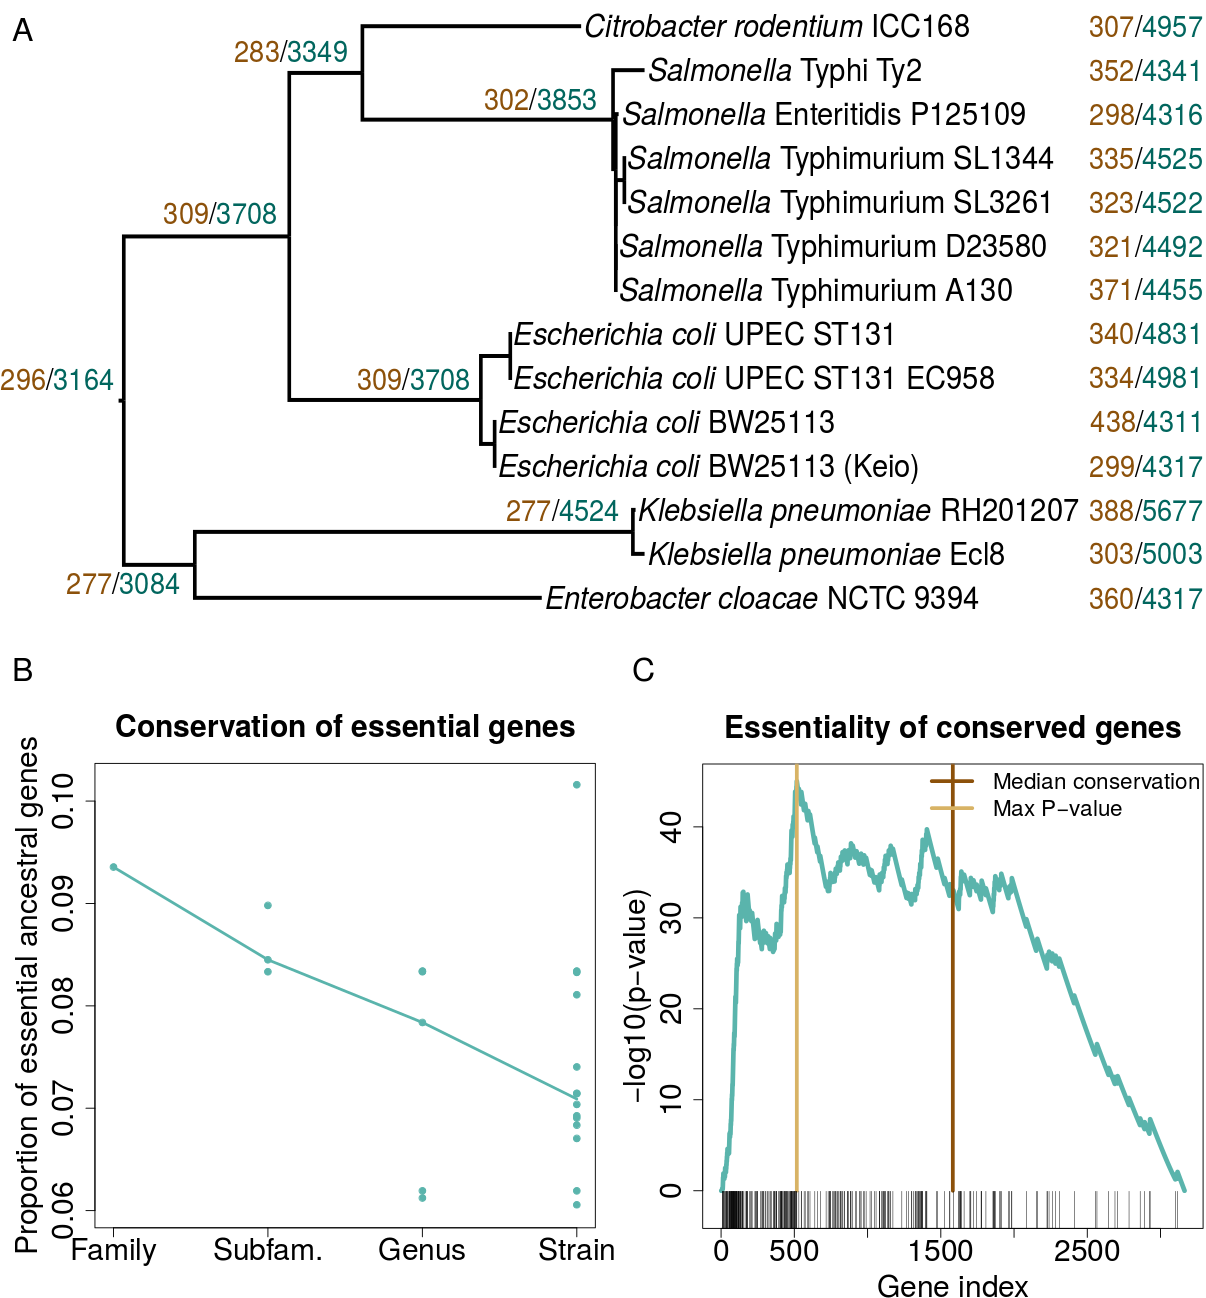 A
Citrobacter rodentium ICC168 307/4957
283/3349
Salmonella Typhi Ty2 352/4341
302/3853
Salmonella Enteritidis P125109 298/4316
Salmonella Typhimurium SL1344 335/4525
Salmonella Typhimurium SL3261 323/4522
309/3708
Salmonella Typhimurium D23580 321/4492
Salmonella Typhimurium A130 371/4455
Escherichia coli UPEC ST131 340/4831
296/3164
309/3708
Escherichia coli UPEC ST131 EC958 334/4981
Escherichia coli BW25113 438/4311
Escherichia coli BW25113 (Keio) 299/4317
277/4524
Klebsiella pneumoniae RH201207 388/5677
Klebsiella pneumoniae Ecl8 303/5003
277/3084
Enterobacter cloacae NCTC 9394 360/4317
B
Conservation of essential genes
Proportion of essential ancestral genes
0.10
0.09
0.08
0.07
0.06
Family Subfam. Genus Strain
C
Essentiality of conserved genes
Median conservation
Max P−value
−log10(p−value)
40
30
20
10
0
0 500 1500 2500
Gene index